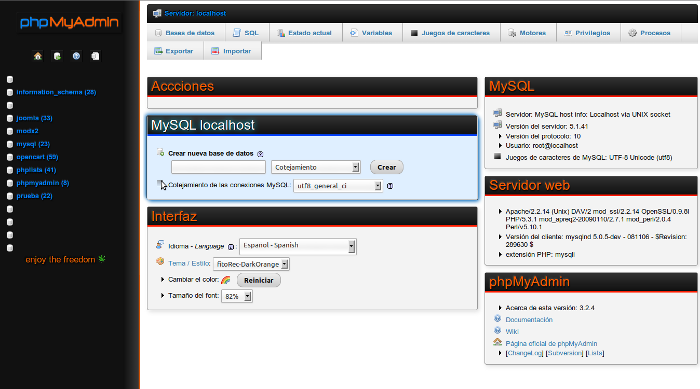 phpMyAdmin
information_schema (28)
joomla (33)
modx2
mysql (23)
opencart (99)
phplists (41)
phpmyadmin (8)
prueba (22)
enjoy the freedom
Servidor: localhost
Bases de datos
SQL
Estado actual
Variables
Juegos de caracteres
Motores
Privilegios
Procesos
Exportar
Importar
Accciones
MySQL localhost
Crear nueva base de datos
Cotejamiento
Crear
Cotejamiento de las conexiones MySQL:
utf8_general_ci
Interfaz
Idioma - Language
:
Espanol - Spanish
Tema / Estilo:
fitoRec-DarkOrange
Cambiar el color:
Reiniciar
Tamaño del font:
82%
MySQL
Servidor: MySQL host info: Localhost via UNIX socket
Versión del servidor: 5.1.41
Versión del protocolo: 10
Usuario: root@localhost
Juegos de caracteres de MySQL: UTF-8 Unicode (utf8)
Servidor web
Apache/2.2.14 (Unix) DAV/2 mod_ssl/2.2.14 OpenSSL/0.9.8l
PHP/5.3.1 mod_apreq2-20090110/2.7.1 mod_perl/2.0.4
Perl/v5.10.1
Versión del cliente: mysqlnd 5.0.5-dev - 081106 - $Revision:
289630 $
extensión PHP: mysqli
phpMyAdmin
Acerca de esta versión: 3.2.4
Documentación
Wiki
Página oficial de phpMyAdmin
[ChangeLog] [Subversion] [Lists]